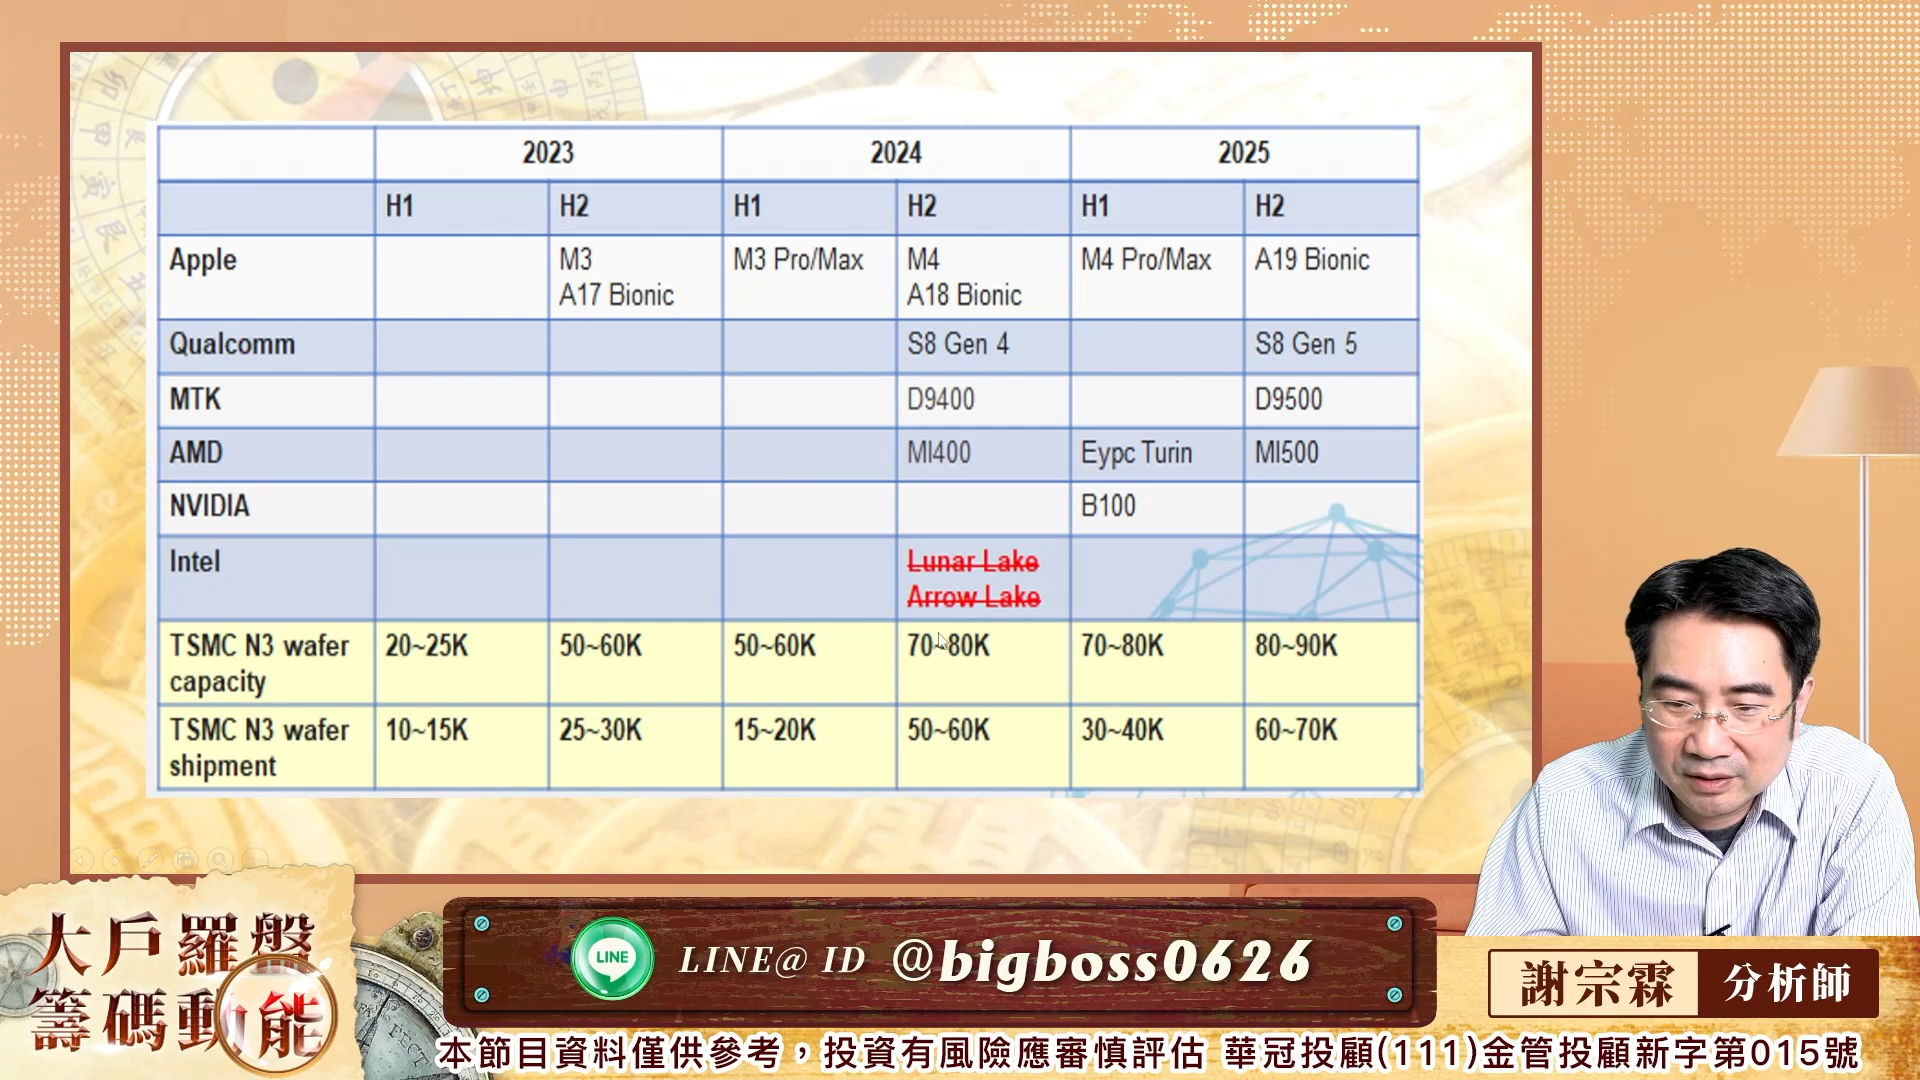 2023 2024 2025
H1 H2 H1 H2 H1 H2
Apple M3 M3 Pro/Max M4 M4 Pro/Max A19 Bionic
A17 Bionic A18 Bionic
Qualcomm S8 Gen 4 S8 Gen 5
MTK D9400 D9500
AMD MI400 Eypc Turin MI500
NVIDIA B100
Intel Lunar Lake
Arrow Lake
TSMC N3 wafer 20~25K 50~60K 50~60K 70~80K 70~80K 80~90K
capacity
TSMC N3 wafer 10~15K 25~30K 15~20K 50~60K 30~40K 60~70K
shipment
大戶羅盤
籌碼動能
LINE LINE@ ID @bigboss0626
謝宗霖 分析師
本節目資料僅供參考，投資有風險應審慎評估 華冠投顧(111)金管投顧新字第015號